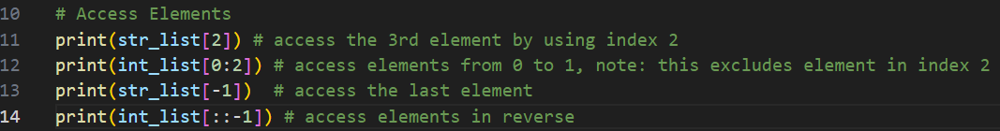 10 # Access Elements
11 print(str_list[2]) # access the 3rd element by using index 2
12 print(int_list[0:2]) # access elements from 0 to 1, note: this excludes element in index 2
13 print(str_list[-1])  # access the last element
14 print(int_list[::-1]) # access elements in reverse